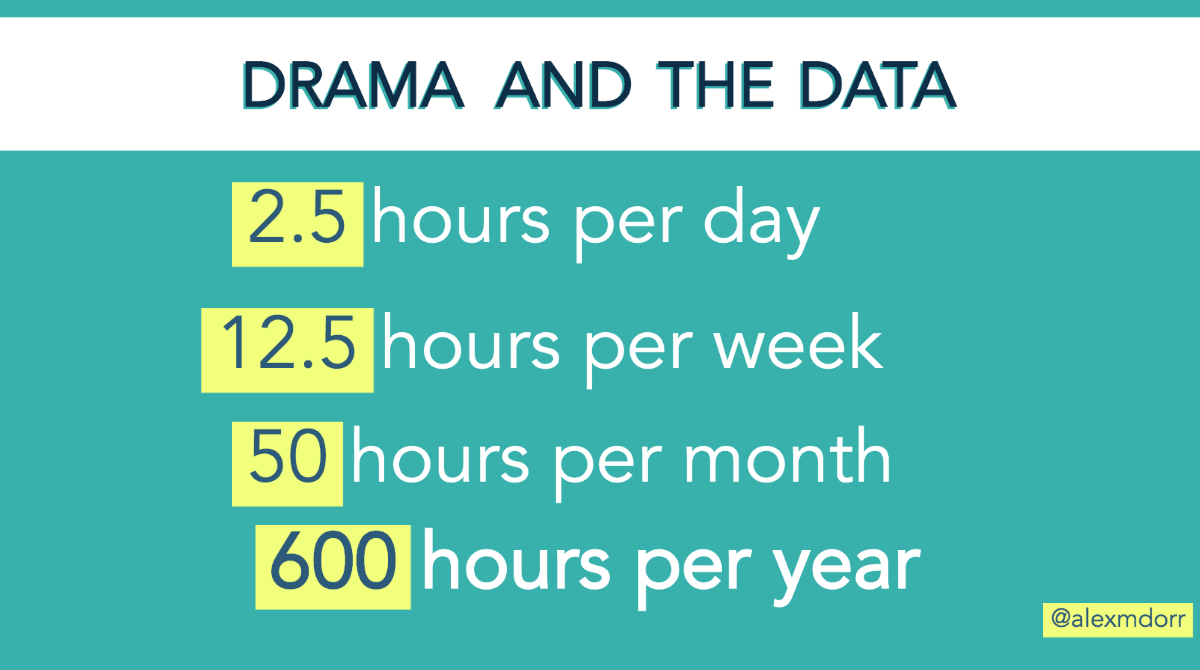 DRAMA AND THE DATA
2.5 hours per day
12.5 hours per week
50 hours per month
600 hours per year
@alexmdorr